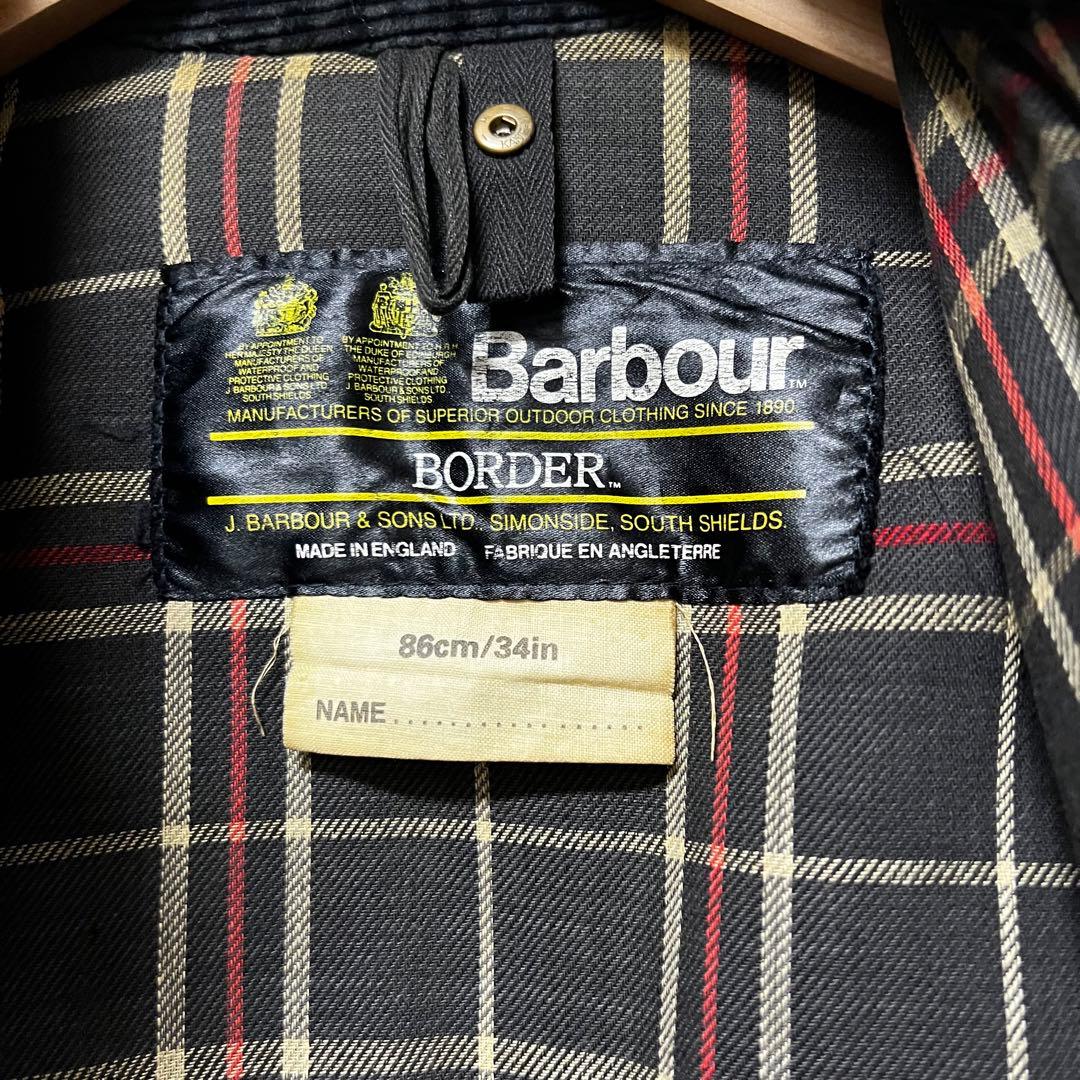 BY APPOINTMENT TO
HER MAJESTY THE QUEEN
MANUFACTURERS OF
WATERPROOF AND
PROTECTIVE CLOTHING
J. BARBOUR & SONS LTD.
SOUTH SHIELDS
BY APPOINTMENT TO H.R.H
THE DUKE OF EDINBURGH
MANUFACTURERS OF
WATERPROOF AND
PROTECTIVE CLOTHING
J. BARBOUR & SONS LTD.
SOUTH SHIELDS
Barbour™
MANUFACTURERS OF SUPERIOR OUTDOOR CLOTHING SINCE 1890
BORDER™
J. BARBOUR & SONS LTD. SIMONSIDE, SOUTH SHIELDS.
MADE IN ENGLAND FABRIQUE EN ANGLETERRE
86cm/34in
NAME